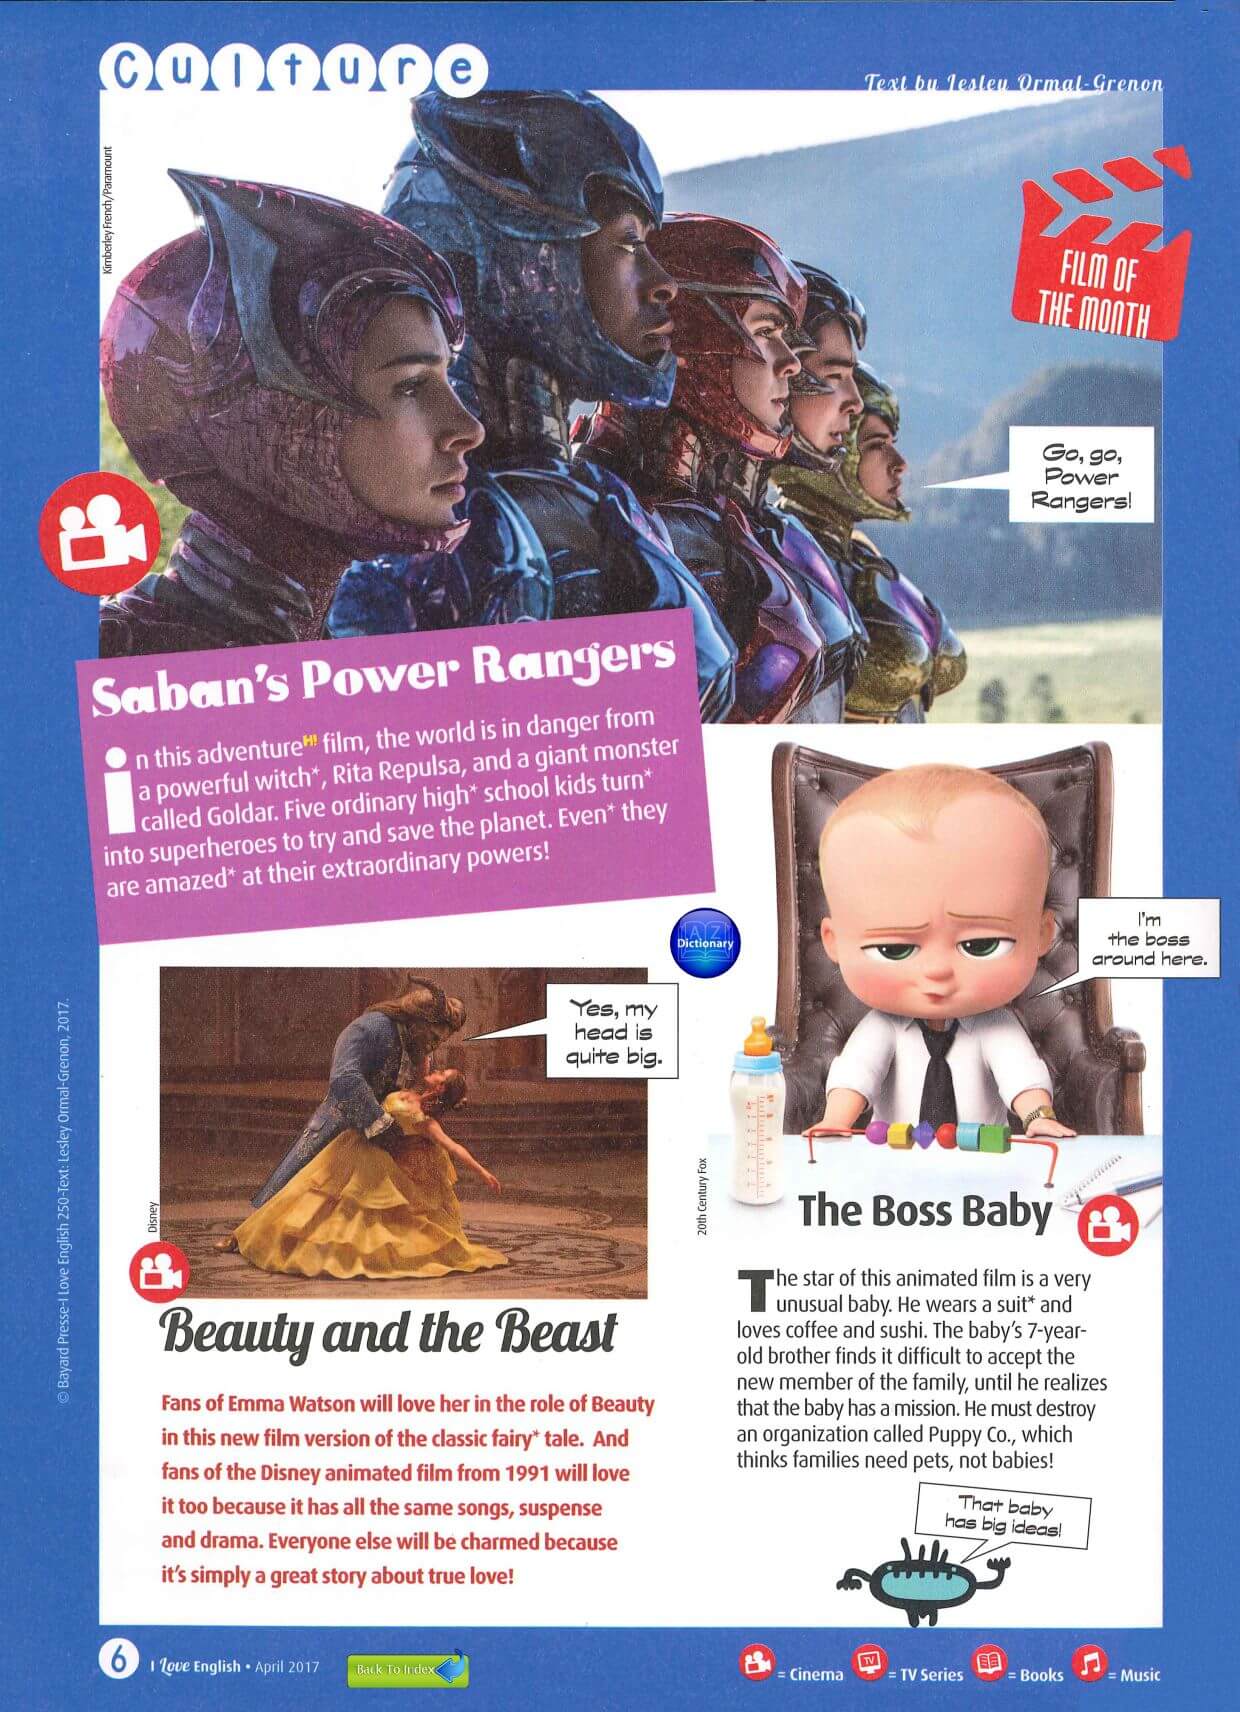 Culture
Text by Lesley Ormal-Grenon
Kimberley French/Paramount
FILM OF
THE MONTH
Go, go,
Power
Rangers!
Saban's Power Rangers
in this adventureH! film, the world is in danger from
a powerful witch*, Rita Repulsa, and a giant monster
called Goldar. Five ordinary high* school kids turn*
into superheroes to try and save the planet. Even* they
are amazed* at their extraordinary powers!
A Z
Dictionary
I'm
the boss
around here.
Yes, my
head is
quite big.
Disney
Beauty and the Beast
Fans of Emma Watson will love her in the role of Beauty
in this new film version of the classic fairy* tale. And
fans of the Disney animated film from 1991 will love
it too because it has all the same songs, suspense
and drama. Everyone else will be charmed because
it's simply a great story about true love!
20th Century Fox
The Boss Baby
The star of this animated film is a very
unusual baby. He wears a suit* and
loves coffee and sushi. The baby's 7-year-
old brother finds it difficult to accept the
new member of the family, until he realizes
that the baby has a mission. He must destroy
an organization called Puppy Co., which
thinks families need pets, not babies!
That baby
has big ideas!
© Bayard Presse-I Love English 250-Text: Lesley Ormal-Grenon, 2017.
6 I Love English • April 2017
Back To Index
= Cinema TV = TV Series = Books = Music